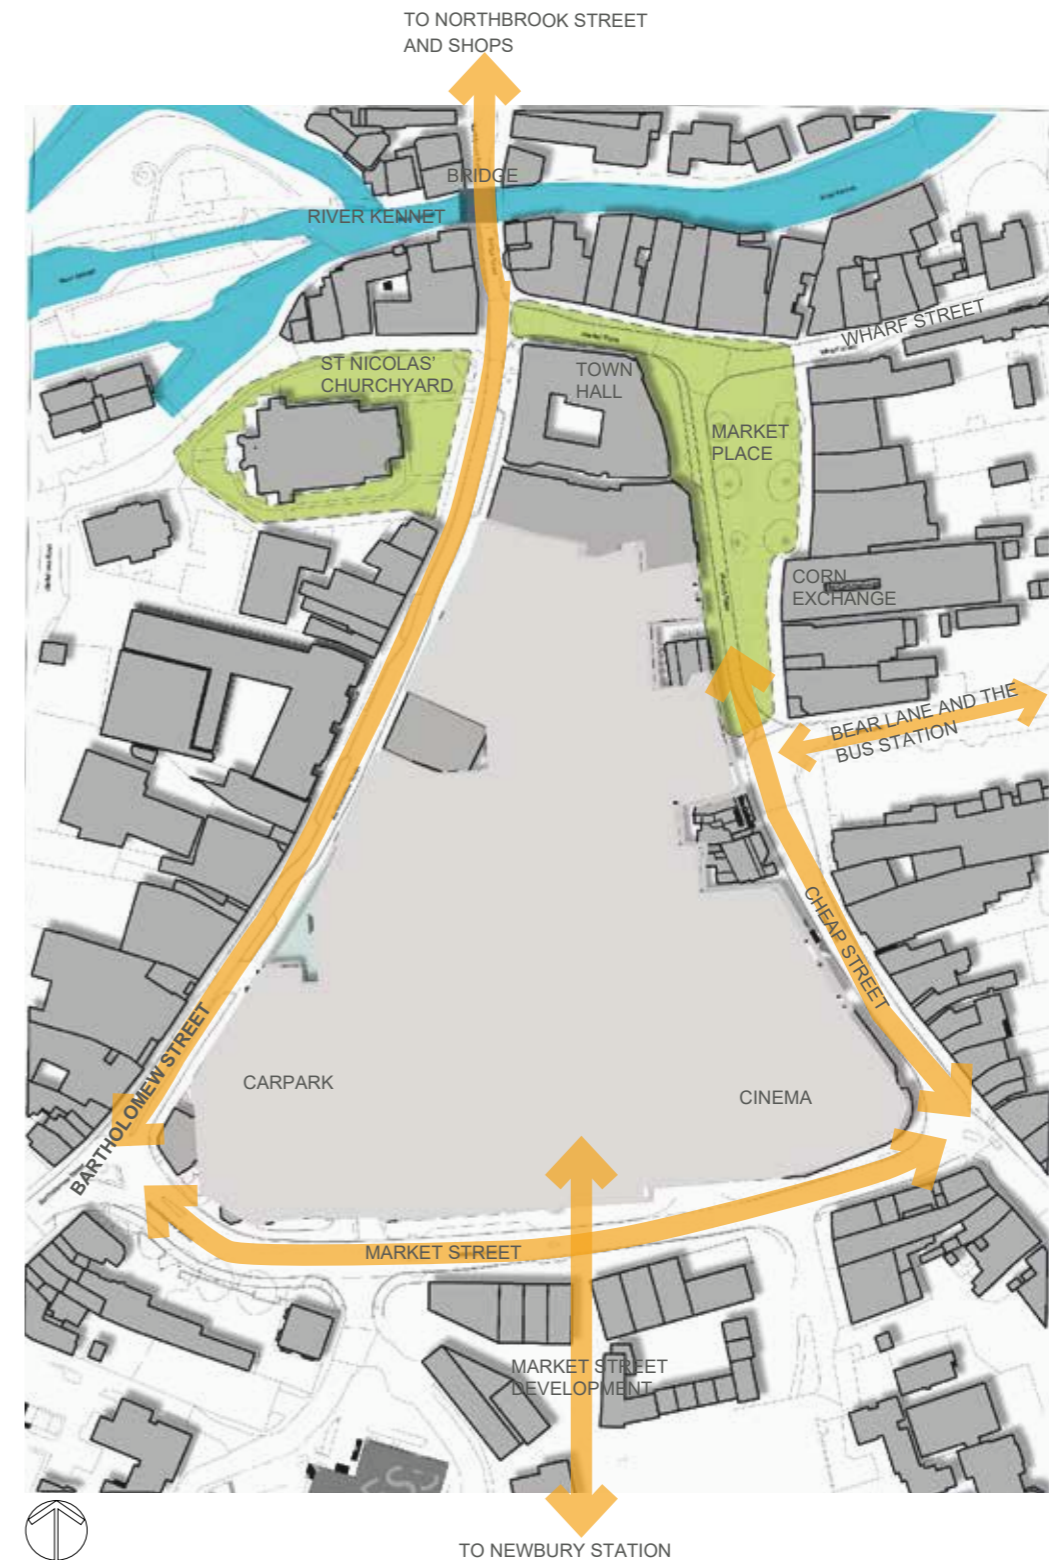 TO NORTHBROOK STREET
AND SHOPS
BRIDGE
RIVER KENNET
WHARF STREET
ST NICOLAS'
CHURCHYARD
TOWN
HALL
MARKET
PLACE
CORN
EXCHANGE
BEAR LANE AND THE
BUS STATION
CHEAP STREET
BARTHOLOMEW STREET
CARPARK
CINEMA
MARKET STREET
MARKET STREET
DEVELOPMENT
TO NEWBURY STATION